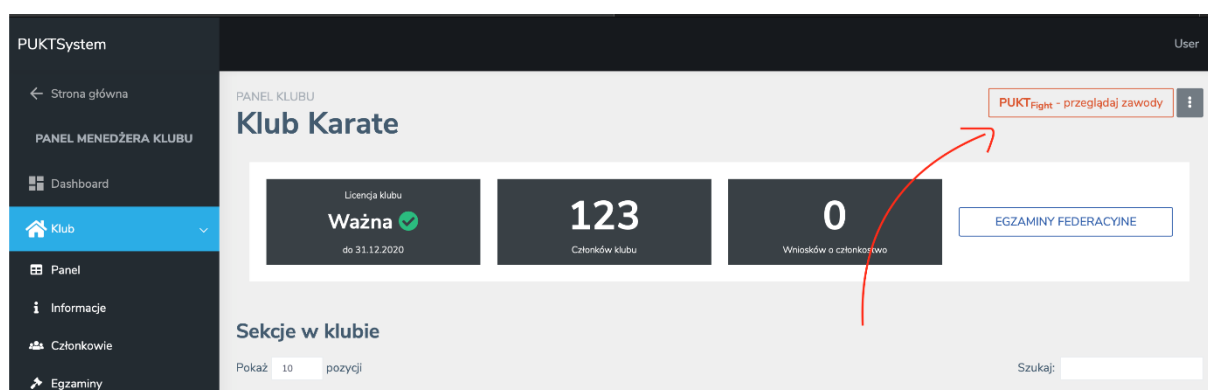 PUKTSystem
User
Strona główna
PANEL MENEDŻERA KLUBU
Dashboard
Klub
Panel
Informacje
Członkowie
Egzaminy
PANEL KLUBU
Klub Karate
PUKTFight - przeglądaj zawody
Licencja klubu
Ważna
do 31.12.2020
123
Członków klubu
0
Wniosków o członkostwo
EGZAMINY FEDERACYJNE
Sekcje w klubie
Pokaż 10 pozycji
Szukaj: